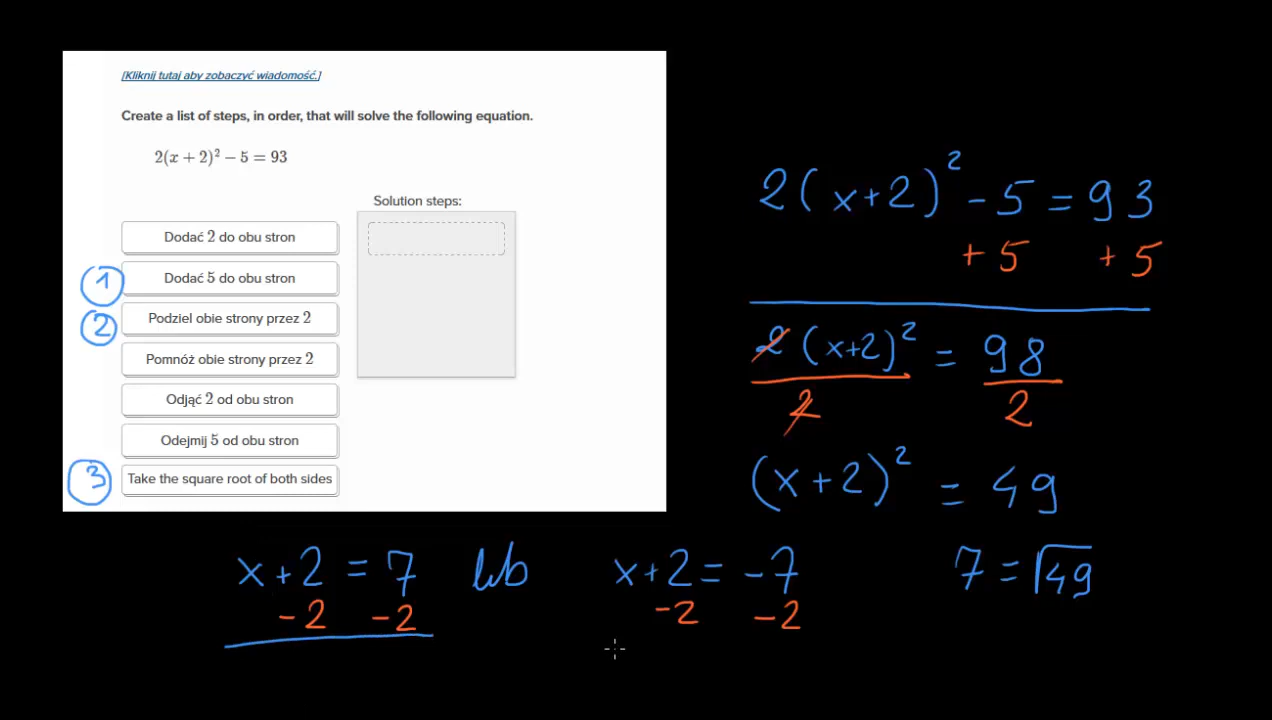 [Kliknij tutaj aby zobaczyć wiadomość.]
Create a list of steps, in order, that will solve the following equation.
2(x + 2)² − 5 = 93
Solution steps:
Dodać 2 do obu stron
1 Dodać 5 do obu stron
2 Podziel obie strony przez 2
Pomnóż obie strony przez 2
Odjąć 2 od obu stron
Odejmij 5 od obu stron
3 Take the square root of both sides
2(x+2)² -5 = 93
+5 +5
2(x+2)² = 98
2 2
(x+2)² = 49
x+2 = 7 lub x+2 = -7 7 = √49
-2 -2 -2 -2